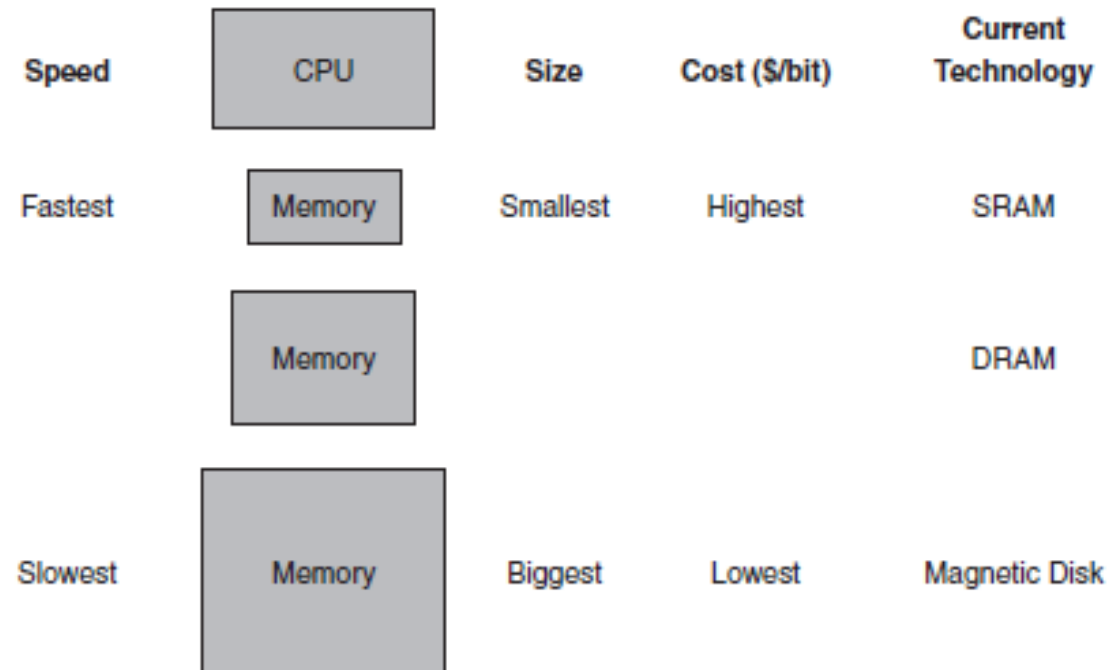 Speed CPU Size Cost ($/bit) Current
Technology
Fastest Memory Smallest Highest SRAM
Memory DRAM
Slowest Memory Biggest Lowest Magnetic Disk